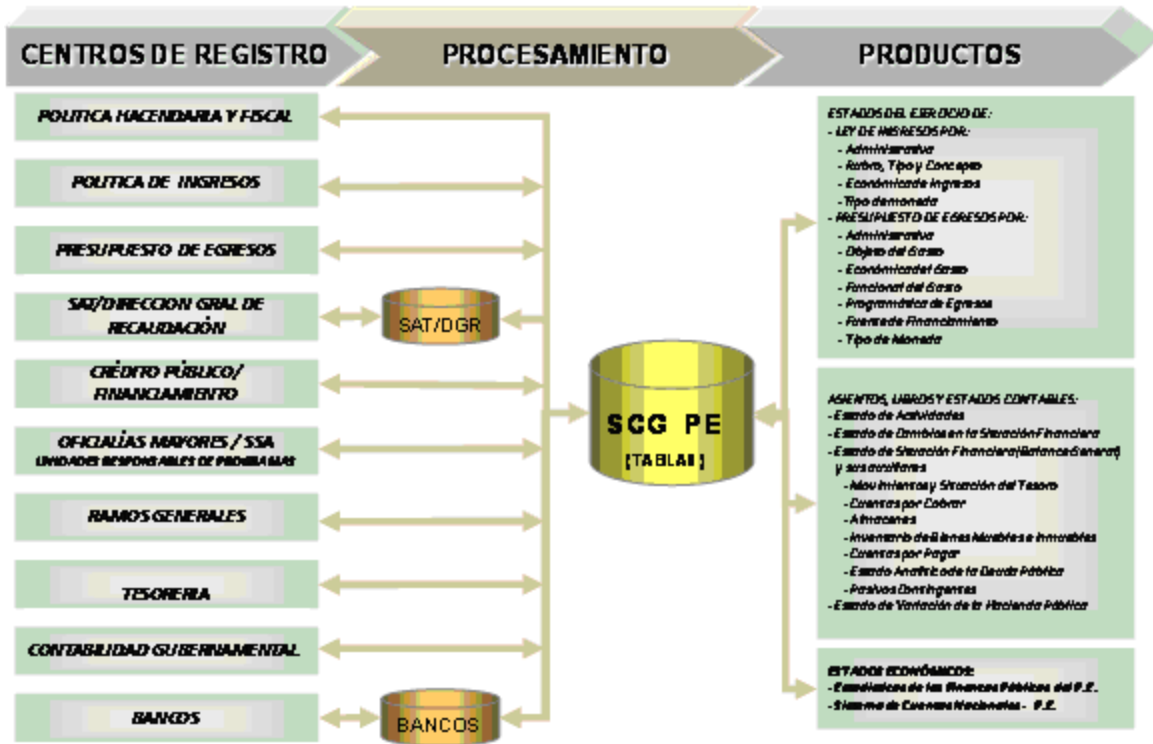 CENTROS DE REGISTRO
PROCESAMIENTO
PRODUCTOS
POLITICA HACENDARIA Y FISCAL
POLITICA DE INGRESOS
PRESUPUESTO DE EGRESOS
SAT/DIRECCION GRAL DE
RECAUDACIÓN
CRÉDITO PÚBLICO/
FINANCIAMIENTO
OFICIALÍAS MAYORES / SSA
UNIDADES RESPONSABLES DE PROGRAMAS
RAMOS GENERALES
TESORERIA
CONTABILIDAD GUBERNAMENTAL
BANCOS
SAT/DGR
BANCOS
SCG PE
(TABLAS)
ESTADOS DEL EJERCICIO DE:
- LEY DE INGRESOS POR:
- Administrativa
- Rubro, Tipo y Concepto
- Económica de Ingresos
- Tipo de moneda
- PRESUPUESTO DE EGRESOS POR:
- Administrativa
- Objeto del Gasto
- Económica del Gasto
- Funcional del Gasto
- Programática de Egresos
- Fuente de Financiamiento
- Tipo de Moneda
ASIENTOS, LIBROS Y ESTADOS CONTABLES:
- Estado de Actividades
- Estado de Cambios en la Situación Financiera
- Estado de Situación Financiera (Balance General)
y sus auxiliares
- Movimientos y Situación del Tesoro
- Cuentas por Cobrar
- Almacenes
- Inventario de Bienes Muebles e Inmuebles
- Cuentas por Pagar
- Estado Analítico de la Deuda Pública
- Pasivos Contingentes
- Estado de Variación de la Hacienda Pública
ESTADOS ECONÓMICOS:
- Estadísticas de las Finanzas Públicas del P.E.
- Sistema de Cuentas Nacionales - P.E.